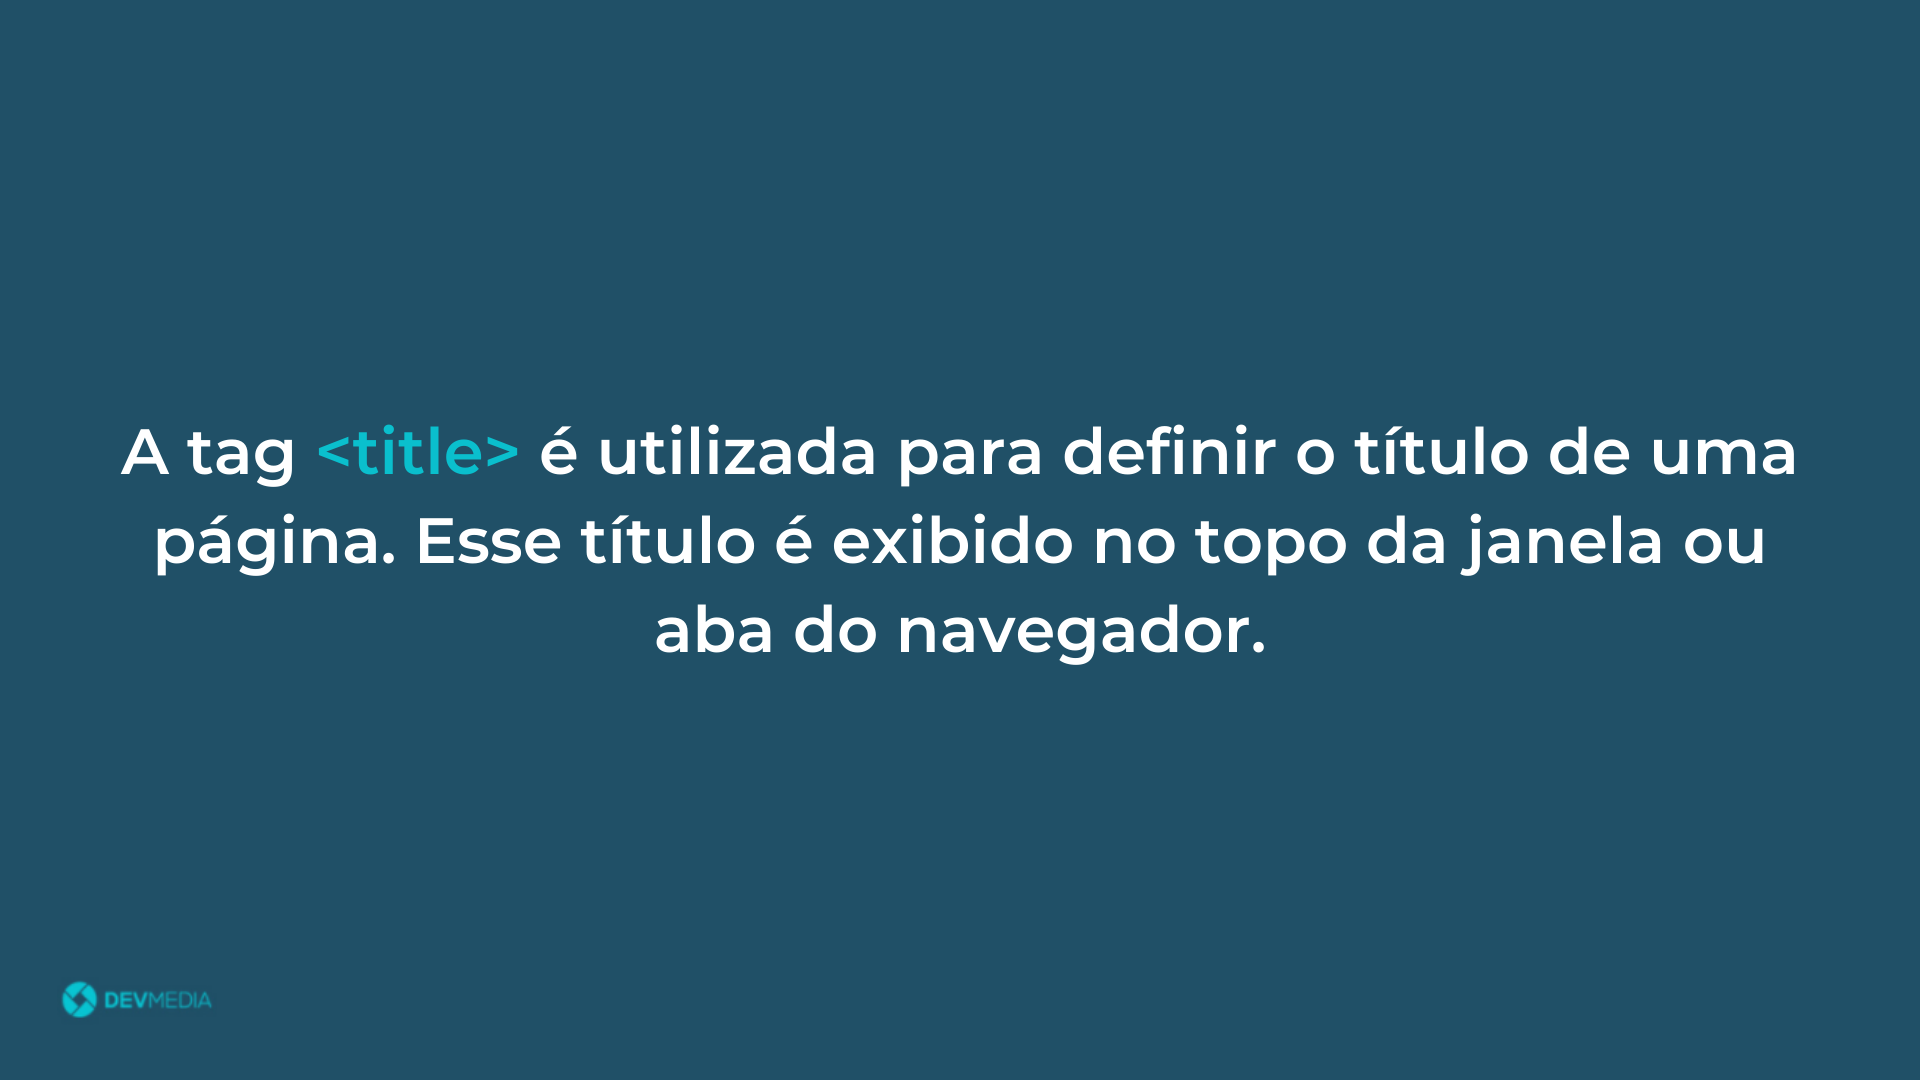 A tag <title> é utilizada para definir o título de uma
página. Esse título é exibido no topo da janela ou
aba do navegador.
DEVMEDIA